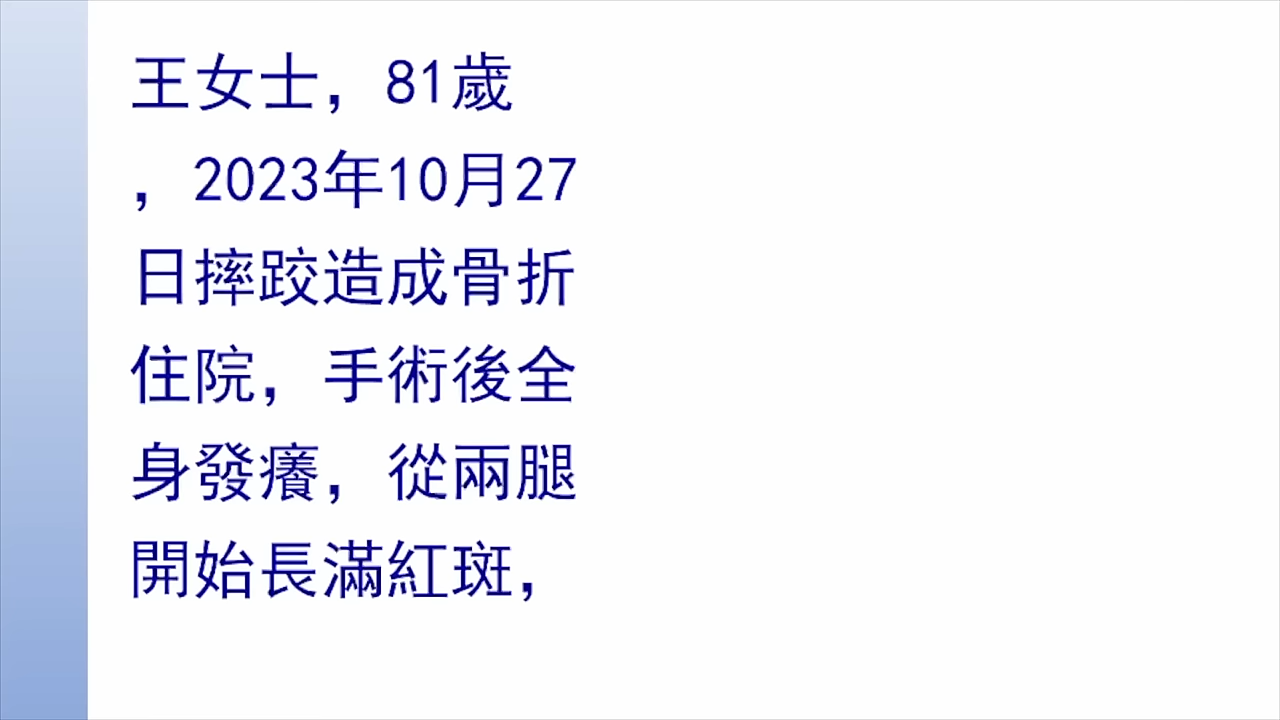 王女士，81歲
，2023年10月27
日摔跤造成骨折
住院，手術後全
身發癢，從兩腿
開始長滿紅斑，